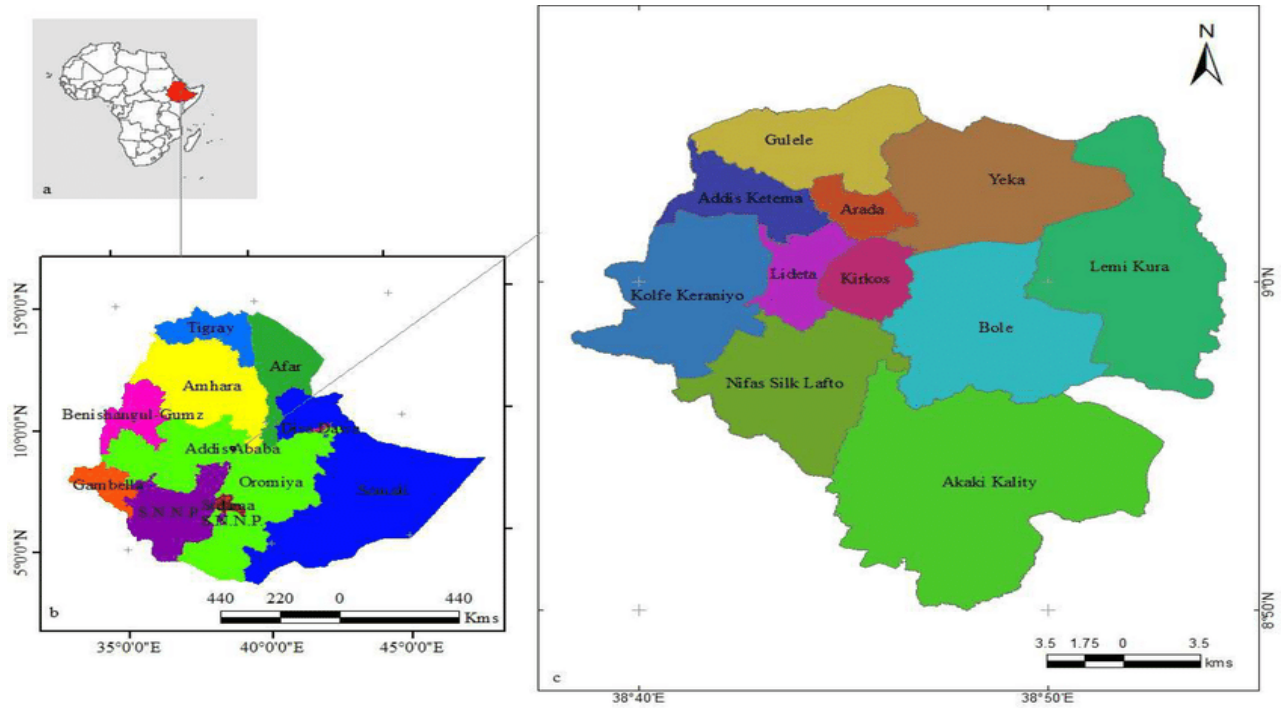 a
15°0'0"N
10°0'0"N
5°0'0"N
Tigray
Afar
Amhara
Benishangul-Gumz
Dire Dawa
Addis Ababa
Gambella
Oromiya
Somali
S.N.N.P.
Sidama
S.N.N.P.
440 220 0 440
Kms
b
35°0'0"E 40°0'0"E 45°0'0"E
N
Gulele
Yeka
Addis Ketema
Arada
Lemi Kura
Lideta
Kirkos
Kolfe Keraniyo
Bole
Nifas Silk Lafto
Akaki Kality
9°N
8°50'N
3.5 1.75 0 3.5
kms
c
38°40'E 38°50'E